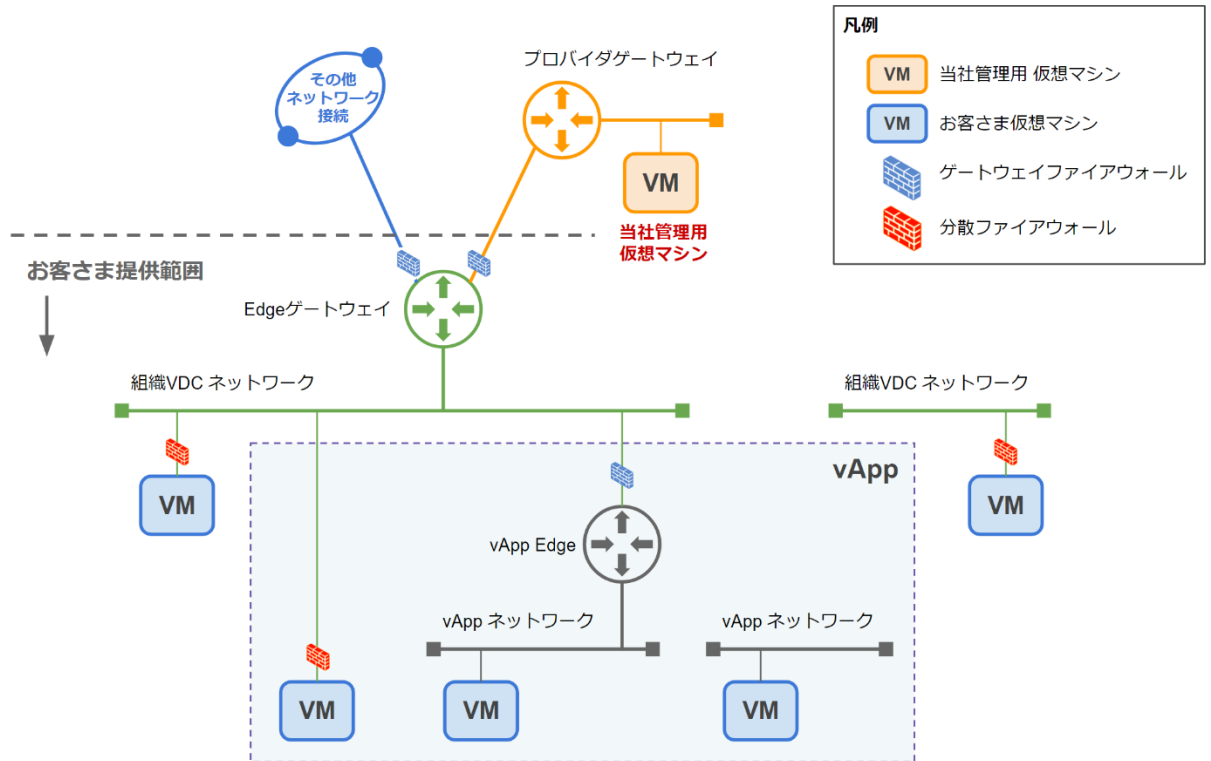 凡例
VM
当社管理用 仮想マシン
VM
お客さま仮想マシン
ゲートウェイファイアウォール
分散ファイアウォール
プロバイダゲートウェイ
その他
ネットワーク
接続
VM
当社管理用
仮想マシン
お客さま提供範囲
Edgeゲートウェイ
組織VDC ネットワーク
組織VDC ネットワーク
VM
vApp
VM
vApp Edge
vApp ネットワーク
vApp ネットワーク
VM
VM
VM